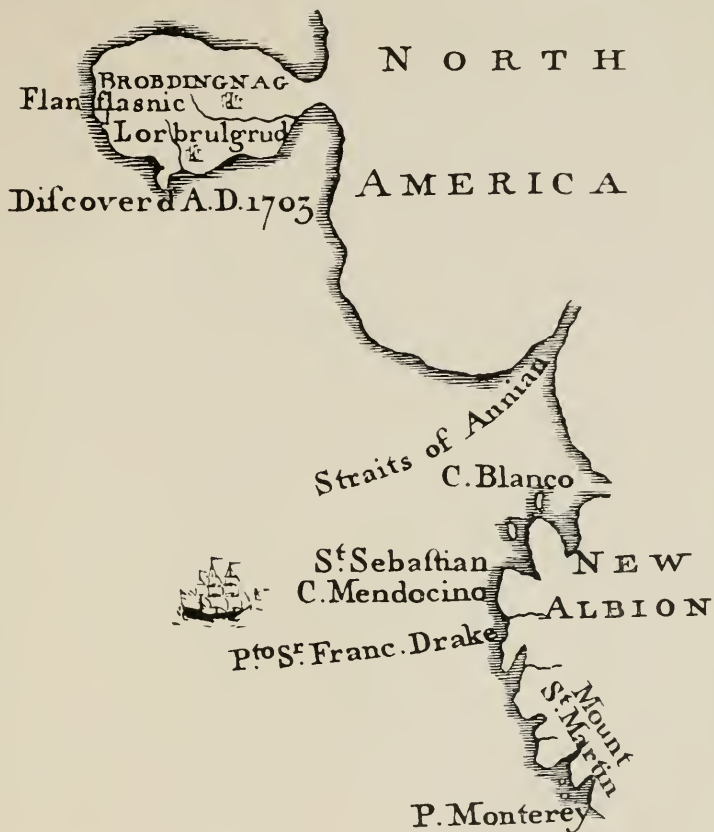 NORTH
AMERICA
BROBDINGNAG
Flanflasnic
Lorbrulgrud
Diſcoverd A.D. 1703
Straits of Annian
C. Blanco
St. Sebaſtian
C. Mendocino
NEW
ALBION
Pto. Sr. Franc. Drake
Mount
St. Martin
P. Monterey